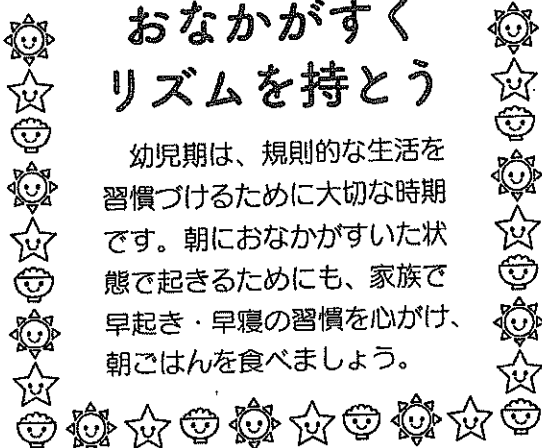 おなかがすく
リズムを持とう
幼児期は、規則的な生活を
習慣づけるために大切な時期
です。朝におなかがすいた状
態で起きるためにも、家族で
早起き・早寝の習慣を心がけ、
朝ごはんを食べましょう。